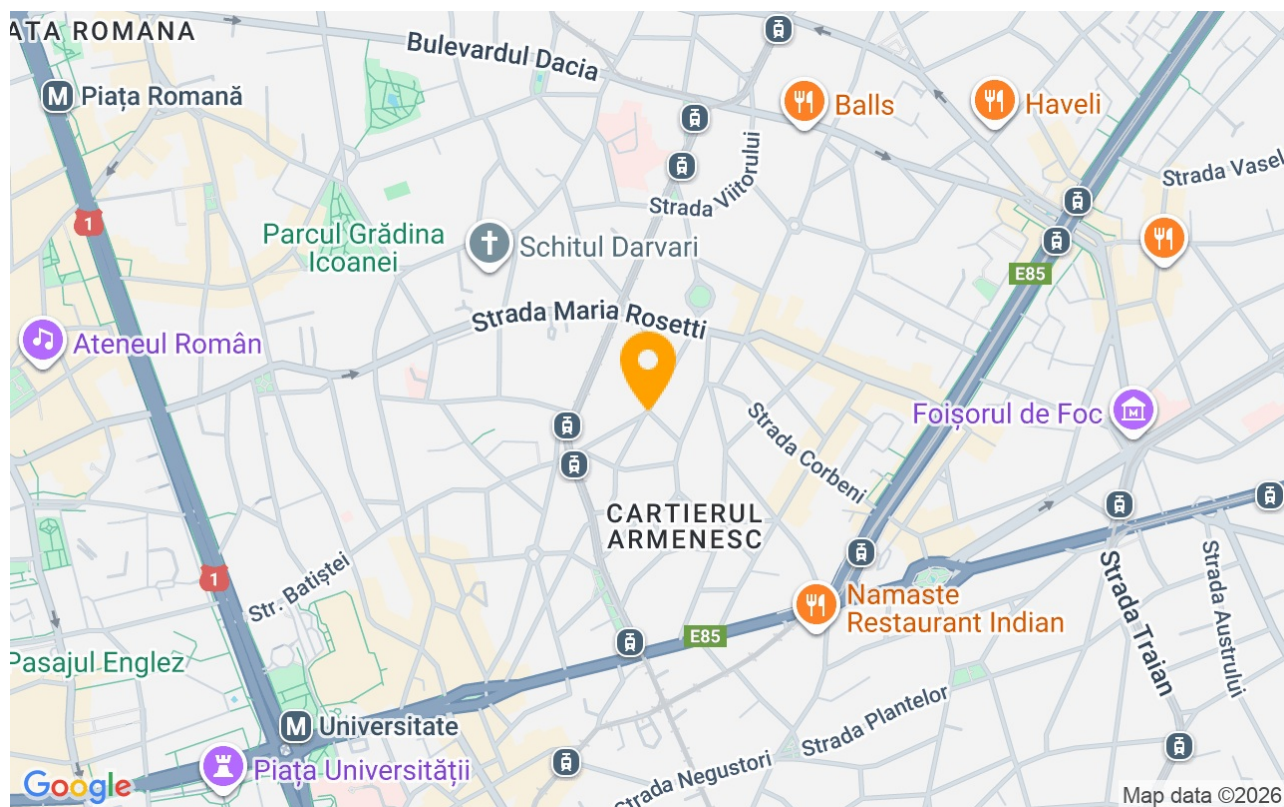 ATA ROMANA
Bulevardul Dacia
M Piața Romană
Balls
Haveli
1
Strada Vasel
Strada Viitorului
Parcul Grădina
Icoanei
Schitul Darvari
E85
Strada Maria Rosetti
Ateneul Român
Foișorul de Foc
M
Strada Corbeni
CARTIERUL
ARMENESC
Str. Batiștei
1
Namaste
Restaurant Indian
E85
Strada Traian
Strada Austrului
Pasajul Englez
M Universitate
Strada Plantelor
Piața Universității
Strada Negustori
Google
Map data ©2026